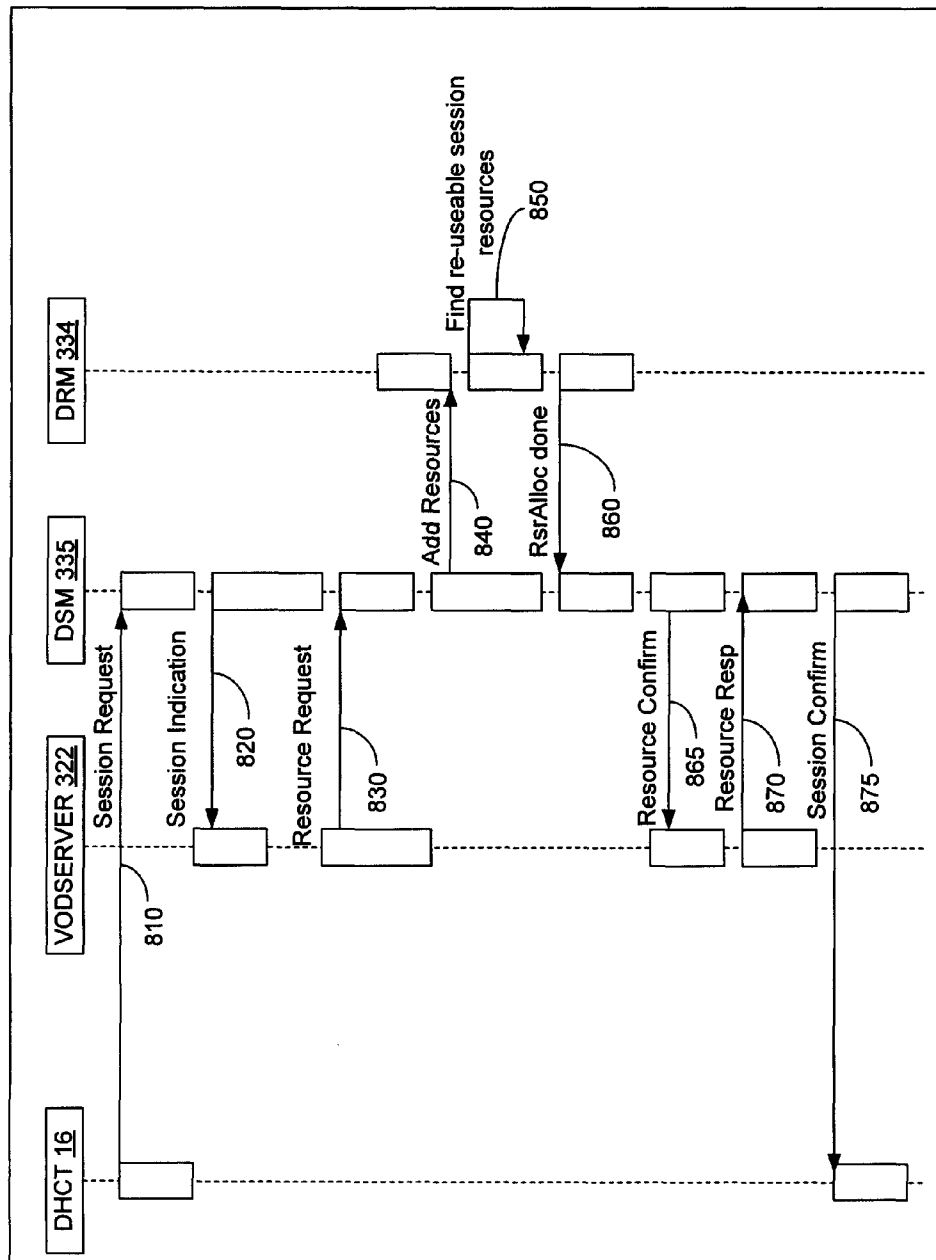 DHCT 16
VODSERVER 322
DSM 335
DRM 334
Session Request
810
Session Indication
820
Resource Request
830
Add Resources
840
Find re-useable session
resources
850
RsrAlloc done
860
Resource Confirm
865
Resource Resp
870
Session Confirm
875